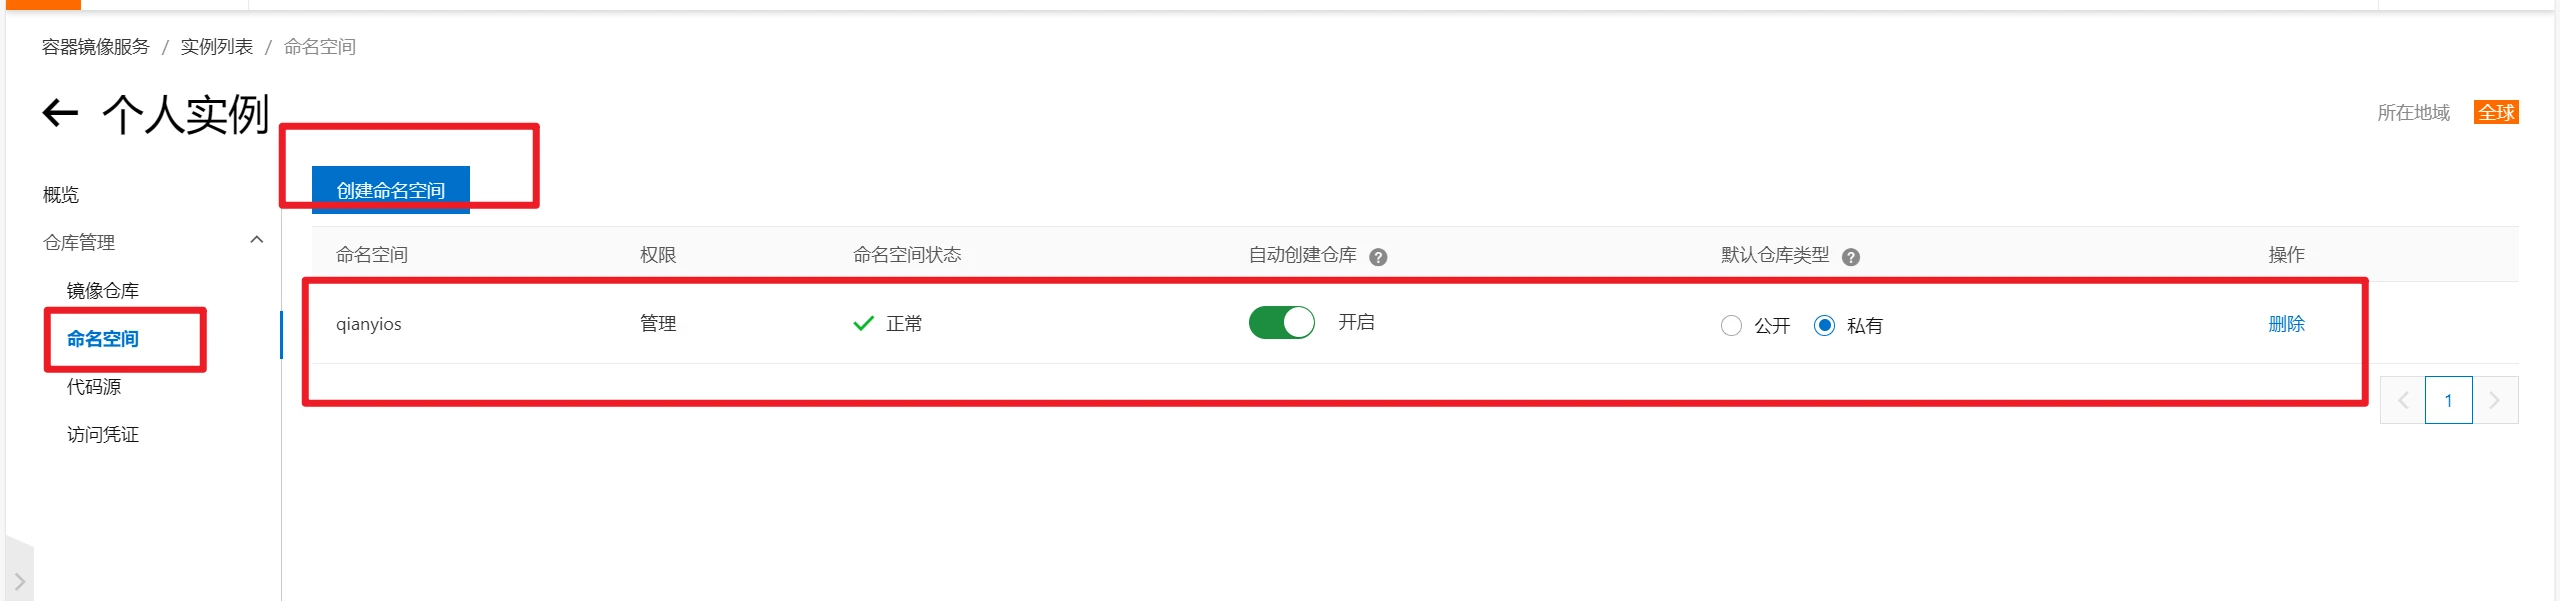 容器镜像服务 / 实例列表 / 命名空间
个人实例
所在地域 全球
创建命名空间
概览
仓库管理
镜像仓库
命名空间
代码源
访问凭证
命名空间 权限 命名空间状态 自动创建仓库 ? 默认仓库类型 ? 操作
qianyios 管理 正常 开启 公开 私有 删除
1